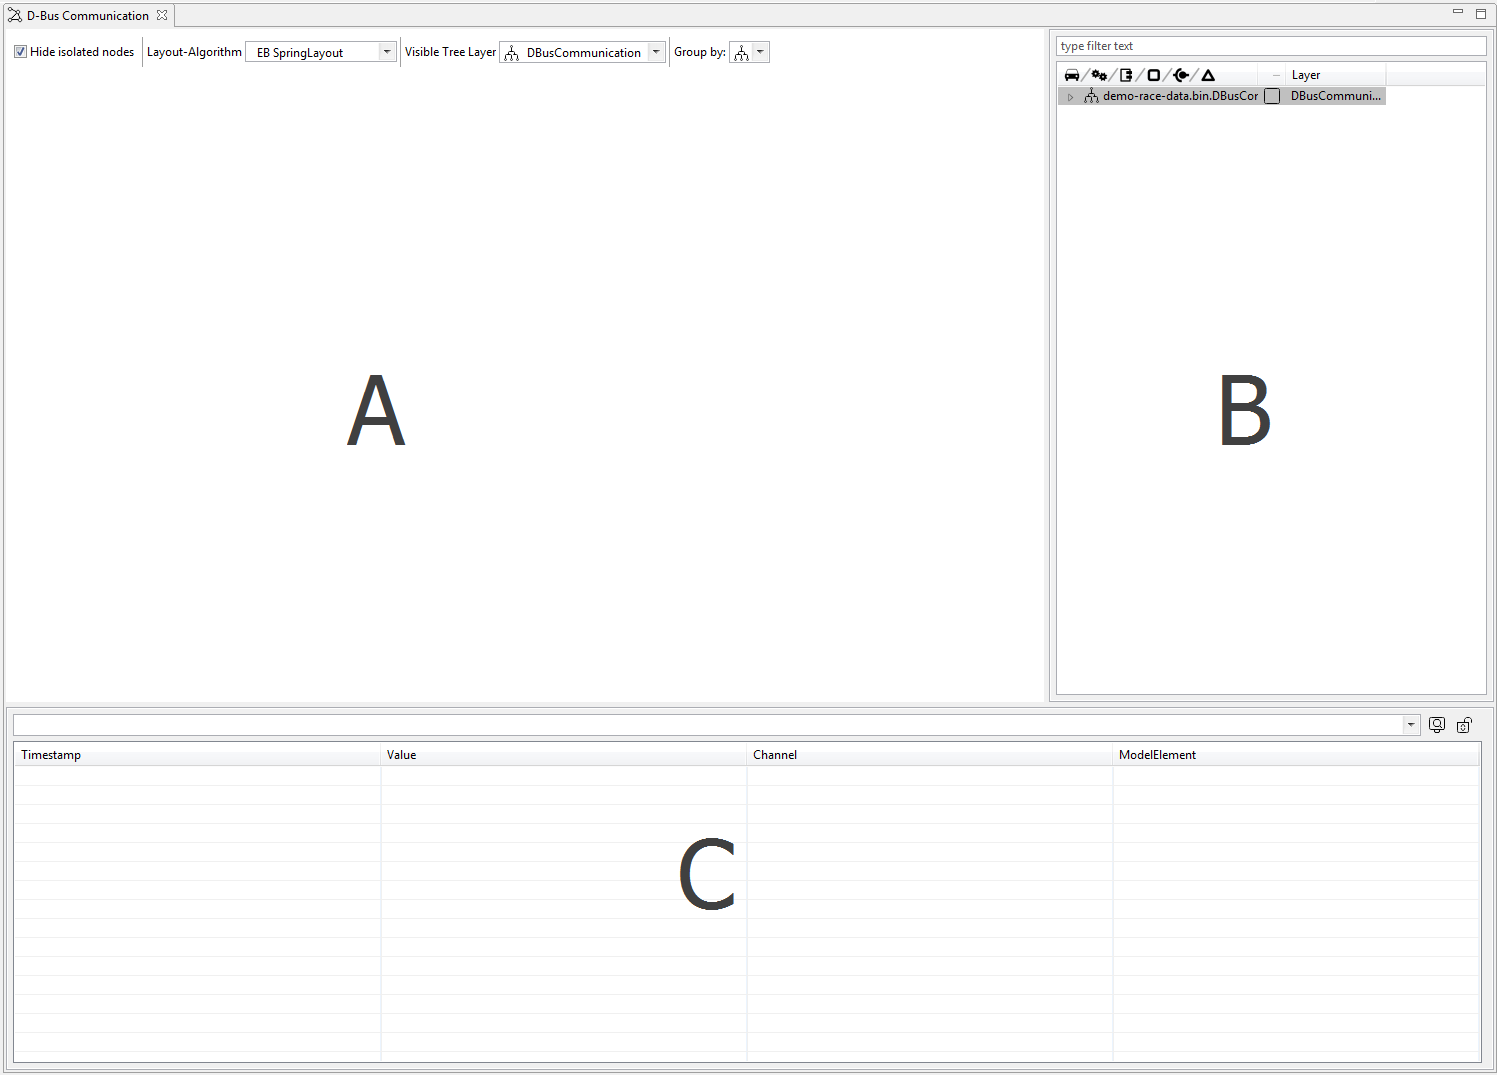 D-Bus Communication
Hide isolated nodes Layout-Algorithm EB SpringLayout Visible Tree Layer DBusCommunication Group by:
type filter text
Layer
demo-race-data.bin.DBusCor DBusCommuni...
A
B
Timestamp Value Channel ModelElement
C